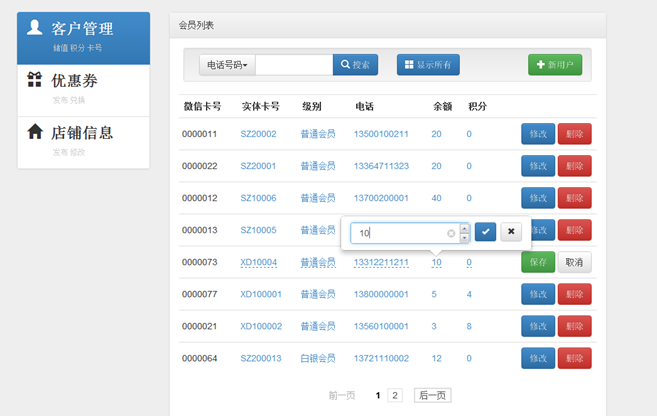 客户管理
储值 积分 卡号
优惠券
发布 兑换
店铺信息
发布 修改
会员列表
电话号码 搜索 显示所有 新用户
微信卡号 实体卡号 级别 电话 余额 积分
0000011 SZ20002 普通会员 13500100211 20 0 修改 删除
0000022 SZ20001 普通会员 13364711323 20 0 修改 删除
0000012 SZ10006 普通会员 13700200001 40 0 修改 删除
0000013 SZ10005 普通会员 删除
10
0000073 XD10004 普通会员 13312211211 10 0 保存 取消
0000077 XD100001 普通会员 13800000001 5 4 修改 删除
0000021 XD100002 普通会员 13560100001 3 8 修改 删除
0000064 SZ200013 白银会员 13721110002 12 0 修改 删除
前一页 1 2 后一页